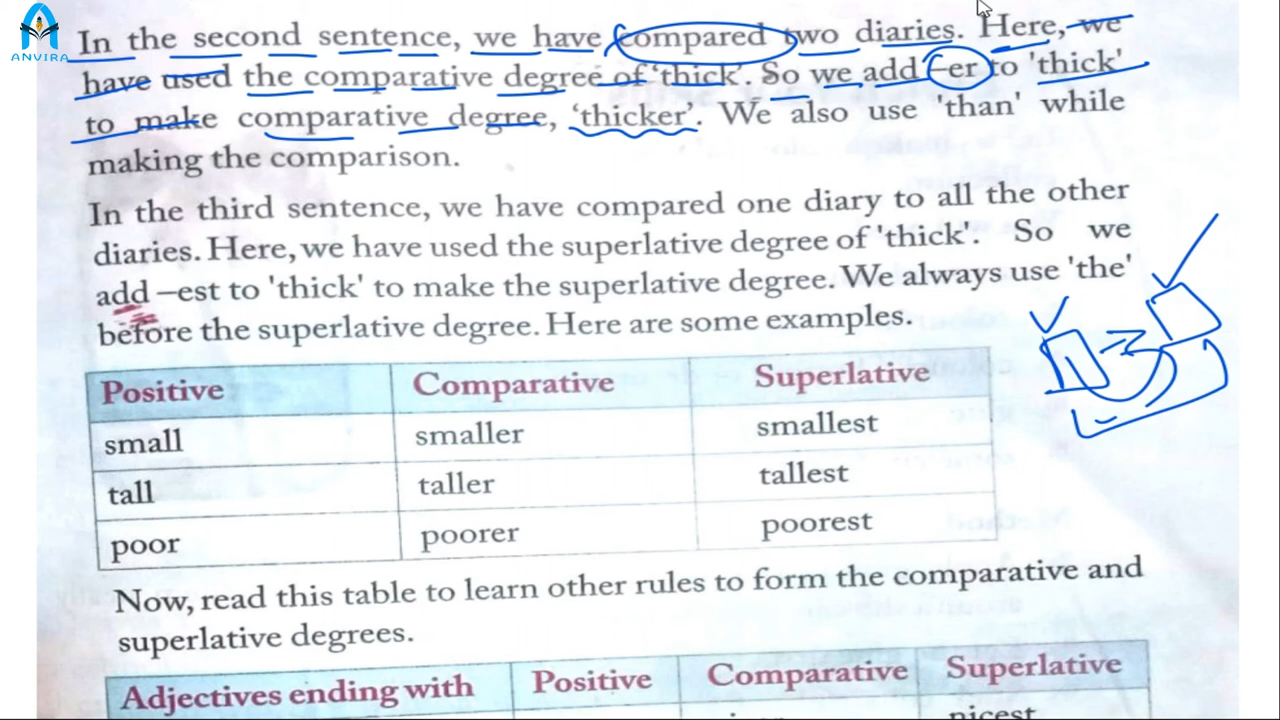 ANVIRA
In the second sentence, we have compared two diaries. Here, we
have used the comparative degree of 'thick'. So we add –er to 'thick'
to make comparative degree, 'thicker'. We also use 'than' while
making the comparison.
In the third sentence, we have compared one diary to all the other
diaries. Here, we have used the superlative degree of 'thick'. So we
add –est to 'thick' to make the superlative degree. We always use 'the'
before the superlative degree. Here are some examples.
Positive Comparative Superlative
small smaller smallest
tall taller tallest
poor poorer poorest
Now, read this table to learn other rules to form the comparative and
superlative degrees.
Adjectives ending with Positive Comparative Superlative
nicest